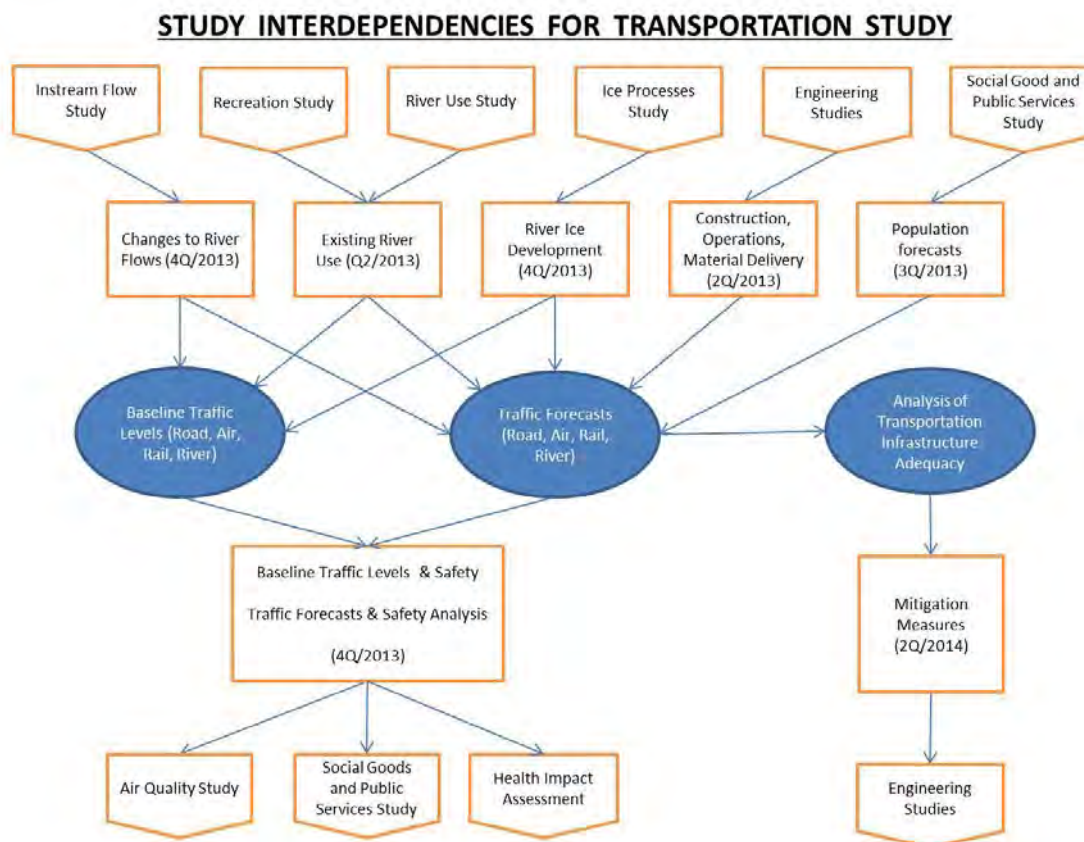 STUDY INTERDEPENDENCIES FOR TRANSPORTATION STUDY
Instream Flow
Study
Recreation Study
River Use Study
Ice Processes
Study
Engineering
Studies
Social Good and
Public Services
Study
Changes to River
Flows (4Q/2013)
Existing River
Use (Q2/2013)
River Ice
Development
(4Q/2013)
Construction,
Operations,
Material Delivery
(2Q/2013)
Population
forecasts
(3Q/2013)
Baseline Traffic
Levels (Road, Air,
Rail, River)
Traffic Forecasts
(Road, Air, Rail,
River)
Analysis of
Transportation
Infrastructure
Adequacy
Baseline Traffic Levels & Safety
Traffic Forecasts & Safety Analysis
(4Q/2013)
Mitigation
Measures
(2Q/2014)
Air Quality Study
Social Goods
and Public
Services Study
Health Impact
Assessment
Engineering
Studies